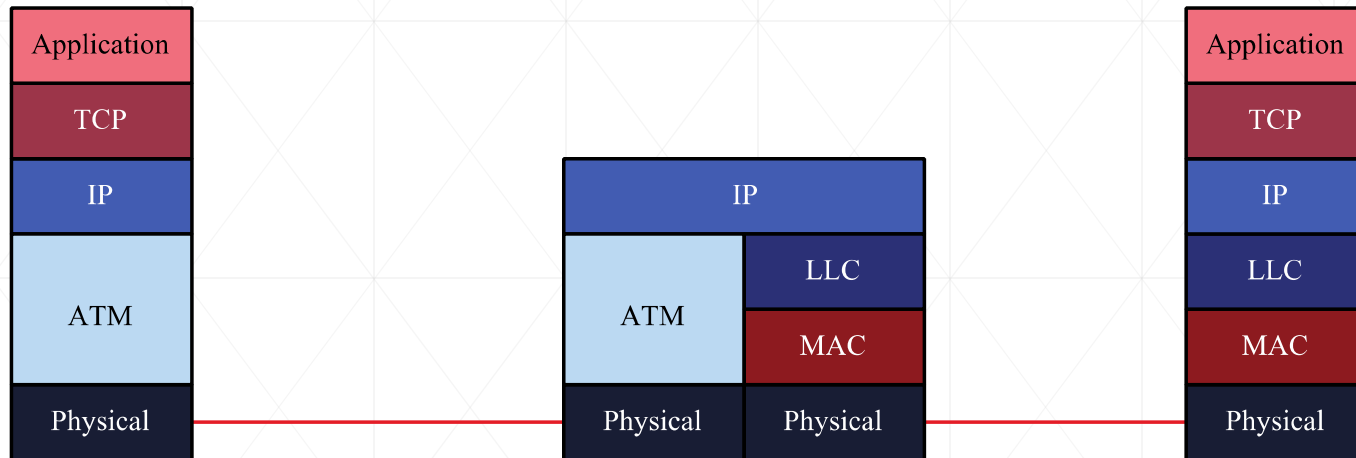 Application
TCP
IP
ATM
Physical
IP
ATM
LLC
MAC
Physical
Physical
Application
TCP
IP
LLC
MAC
Physical